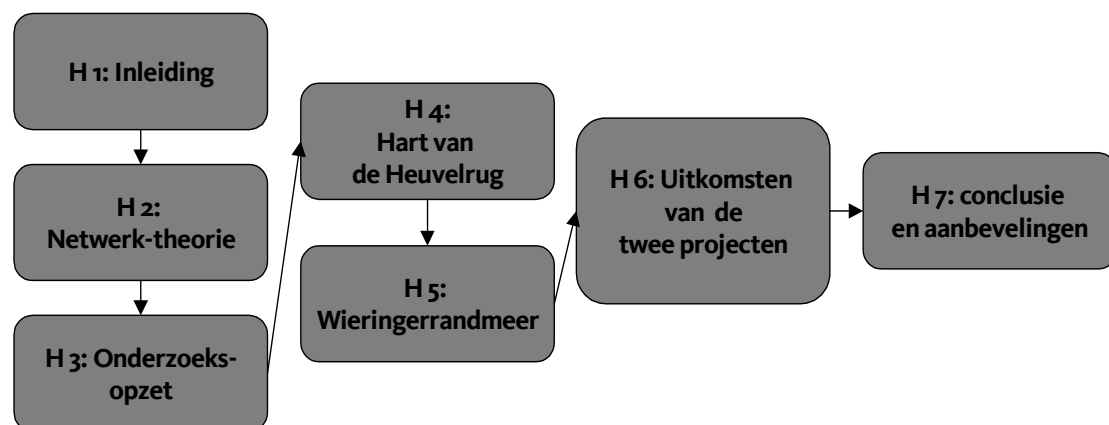 H 1: Inleiding
H 2:
Netwerk-theorie
H 3: Onderzoeks-
opzet
H 4:
Hart van
de Heuvelrug
H 5:
Wieringerrandmeer
H 6: Uitkomsten
van de
twee projecten
H 7: conclusie
en aanbevelingen